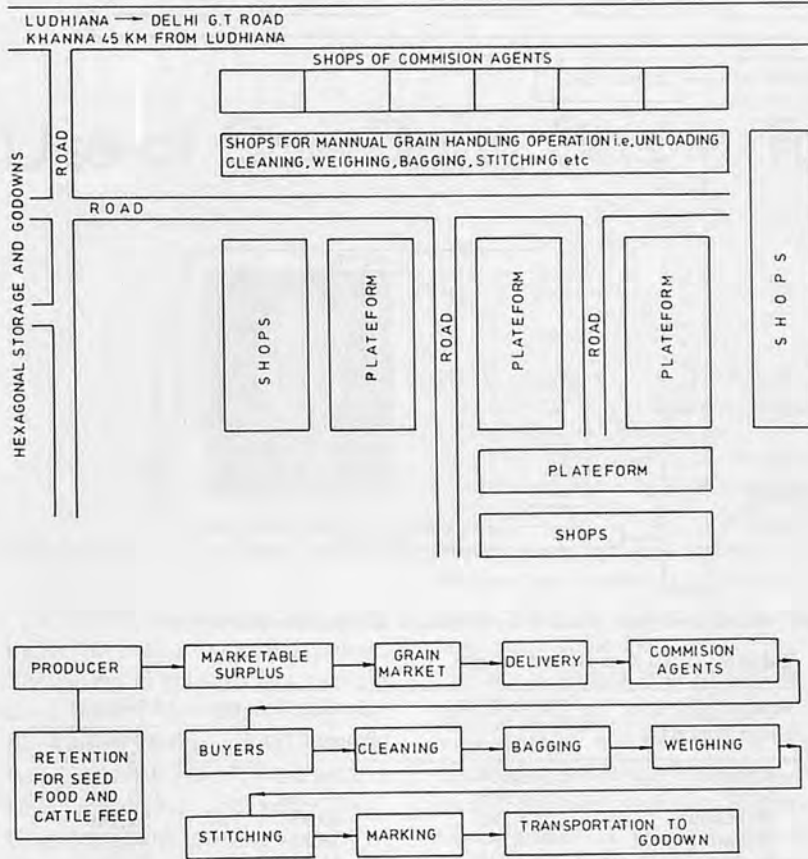 LUDHIANA → DELHI G.T ROAD
KHANNA 45 KM FROM LUDHIANA
SHOPS OF COMMISION AGENTS
SHOPS FOR MANNUAL GRAIN HANDLING OPERATION i.e, UNLOADING
CLEANING, WEIGHING, BAGGING, STITCHING etc
HEXAGONAL STORAGE AND GODOWNS
ROAD
ROAD
SHOPS
PLATEFORM
ROAD
PLATEFORM
ROAD
PLATEFORM
SHOPS
PLATEFORM
SHOPS
PRODUCER
MARKETABLE
SURPLUS
GRAIN
MARKET
DELIVERY
COMMISION
AGENTS
RETENTION
FOR SEED
FOOD AND
CATTLE FEED
BUYERS
CLEANING
BAGGING
WEIGHING
STITCHING
MARKING
TRANSPORTATION TO
GODOWN